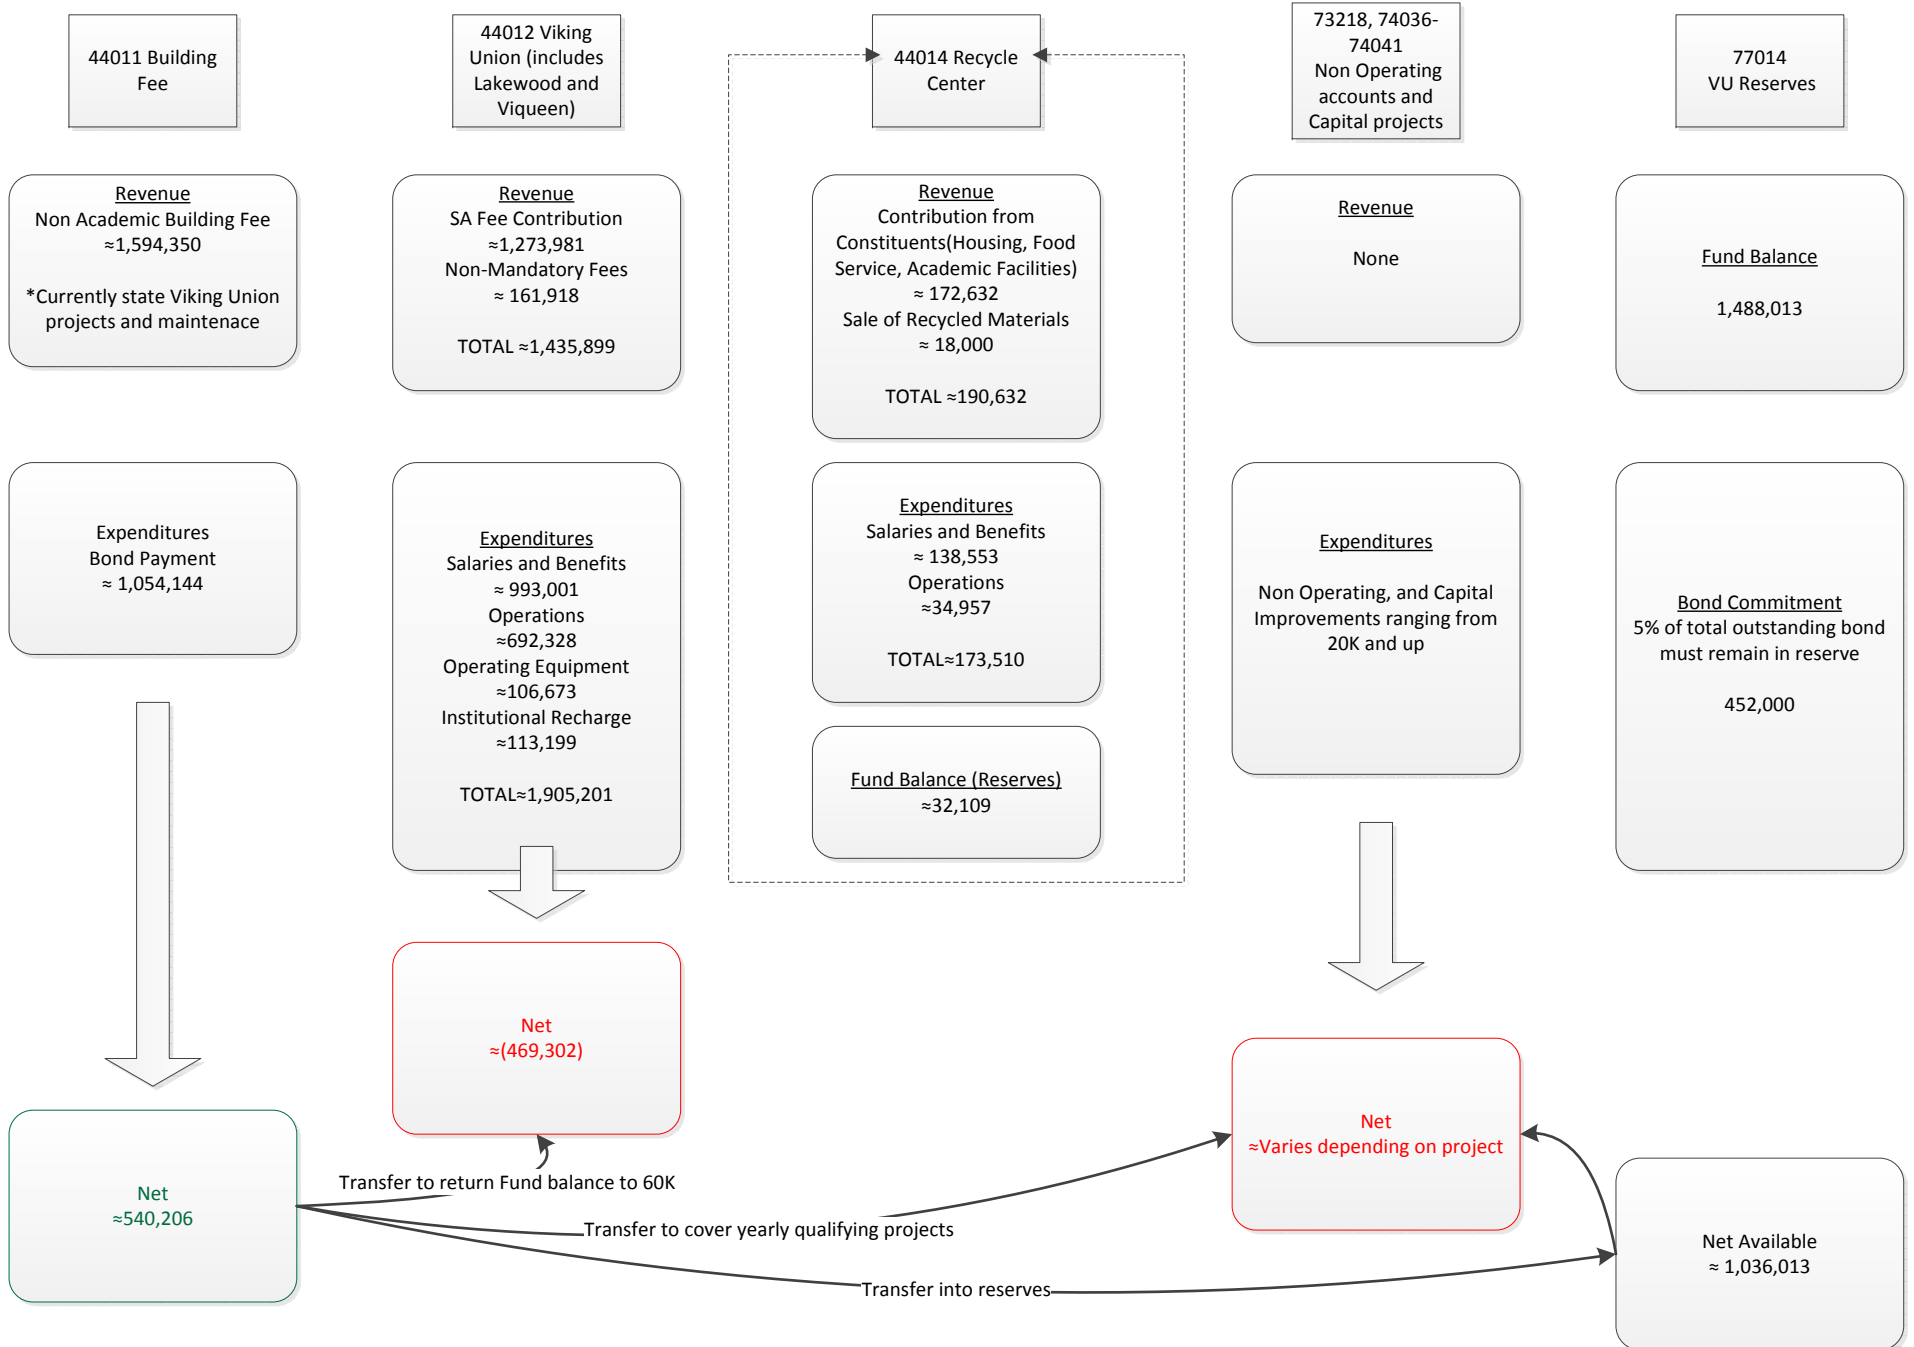 44011 Building
Fee
44012 Viking
Union (includes
Lakewood and
Viqueen)
44014 Recycle
Center
73218, 74036-
74041
Non Operating
accounts and
Capital projects
77014
VU Reserves
Revenue
Non Academic Building Fee
≈1,594,350
*Currently state Viking Union
projects and maintenace
Revenue
SA Fee Contribution
≈1,273,981
Non-Mandatory Fees
≈ 161,918
TOTAL ≈1,435,899
Revenue
Contribution from
Constituents(Housing, Food
Service, Academic Facilities)
≈ 172,632
Sale of Recycled Materials
≈ 18,000
TOTAL ≈190,632
Revenue
None
Fund Balance
1,488,013
Expenditures
Bond Payment
≈ 1,054,144
Expenditures
Salaries and Benefits
≈ 993,001
Operations
≈692,328
Operating Equipment
≈106,673
Institutional Recharge
≈113,199
TOTAL≈1,905,201
Expenditures
Salaries and Benefits
≈ 138,553
Operations
≈34,957
TOTAL≈173,510
Fund Balance (Reserves)
≈32,109
Expenditures
Non Operating, and Capital
Improvements ranging from
20K and up
Bond Commitment
5% of total outstanding bond
must remain in reserve
452,000
Net
≈(469,302)
Net
≈Varies depending on project
Net
≈540,206
Transfer to return Fund balance to 60K
Transfer to cover yearly qualifying projects
Transfer into reserves
Net Available
≈ 1,036,013